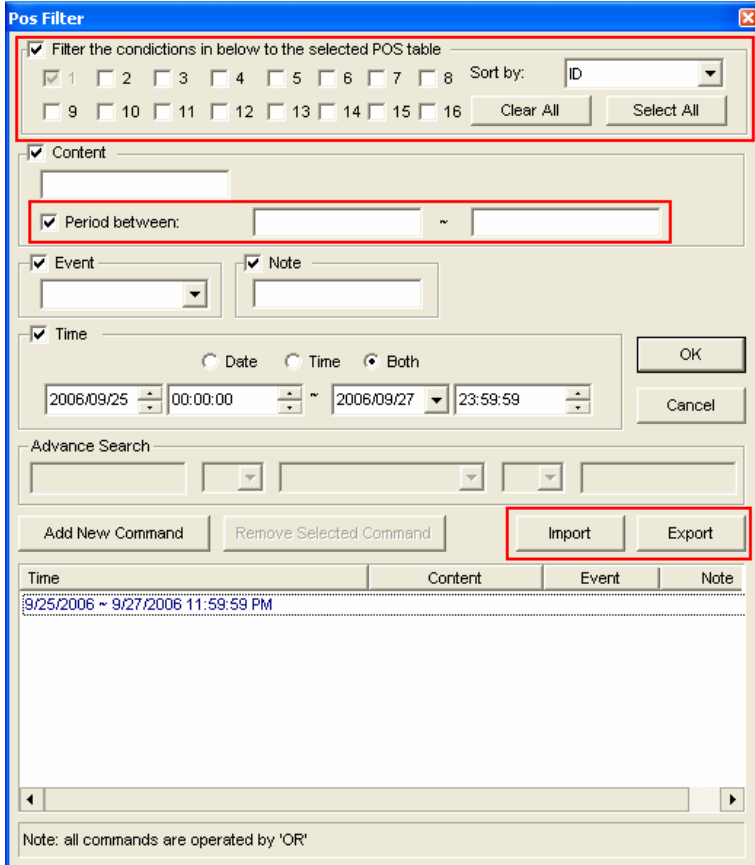 Pos Filter
Filter the condictions in below to the selected POS table
1 2 3 4 5 6 7 8 Sort by: ID
9 10 11 12 13 14 15 16 Clear All Select All
Content
Period between: ~
Event Note
Time
Date Time Both OK
2006/09/25 00:00:00 ~ 2006/09/27 23:59:59 Cancel
Advance Search
Add New Command Remove Selected Command Import Export
Time Content Event Note
9/25/2006 ~ 9/27/2006 11:59:59 PM
Note: all commands are operated by 'OR'